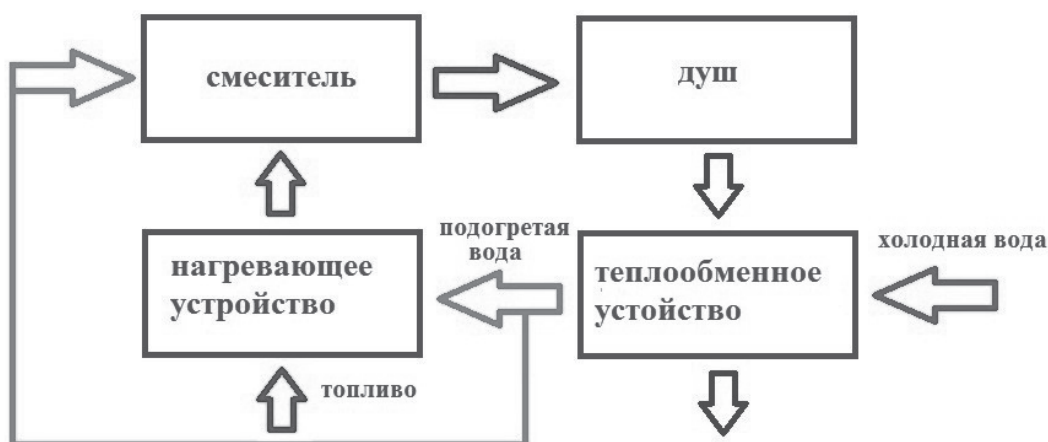 смеситель
душ
подогретая
вода
холодная вода
нагревающее
устройство
теплообменное
устойство
топливо